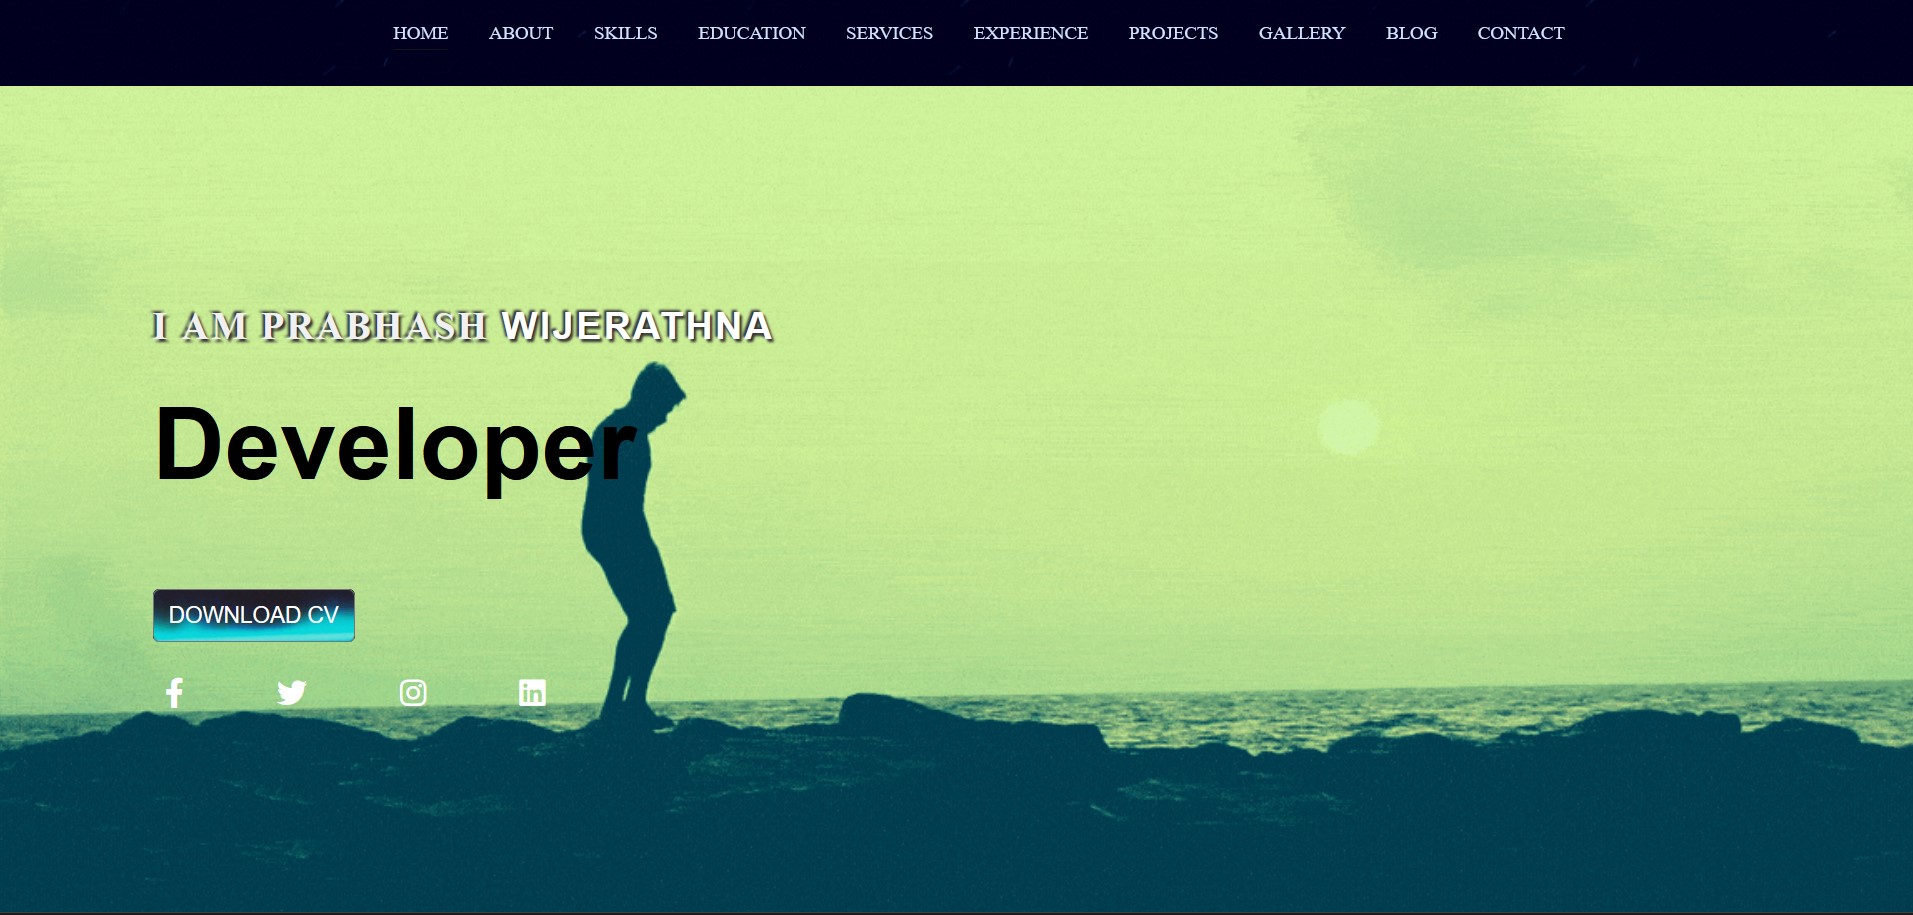 HOME ABOUT SKILLS EDUCATION SERVICES EXPERIENCE PROJECTS GALLERY BLOG CONTACT
I AM PRABHASH WIJERATHNA
Developer
DOWNLOAD CV